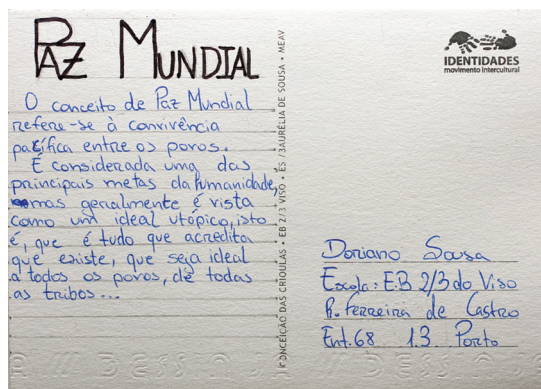 PAZ MUNDIAL
O conceito de Paz Mundial
refere-se à convivência
pacífica entre os povos.
É considerada uma das
principais metas da humanidade,
mas geralmente é vista
como um ideal utópico, isto
é, que é tudo que acredita
que existe, que seja ideal
a todos os povos, de todas
as tribos...
CONCEIÇÃO DAS CRIOULAS • EB 2/3 VISO • ES / 3 AURÉLIA DE SOUSA • MEAV
IDENTIDADES
movimento intercultural
Doriano Sousa
Escola: E.B 2/3 do Viso
R. Ferreira de Castro
Ent. 68 1.3 Porto